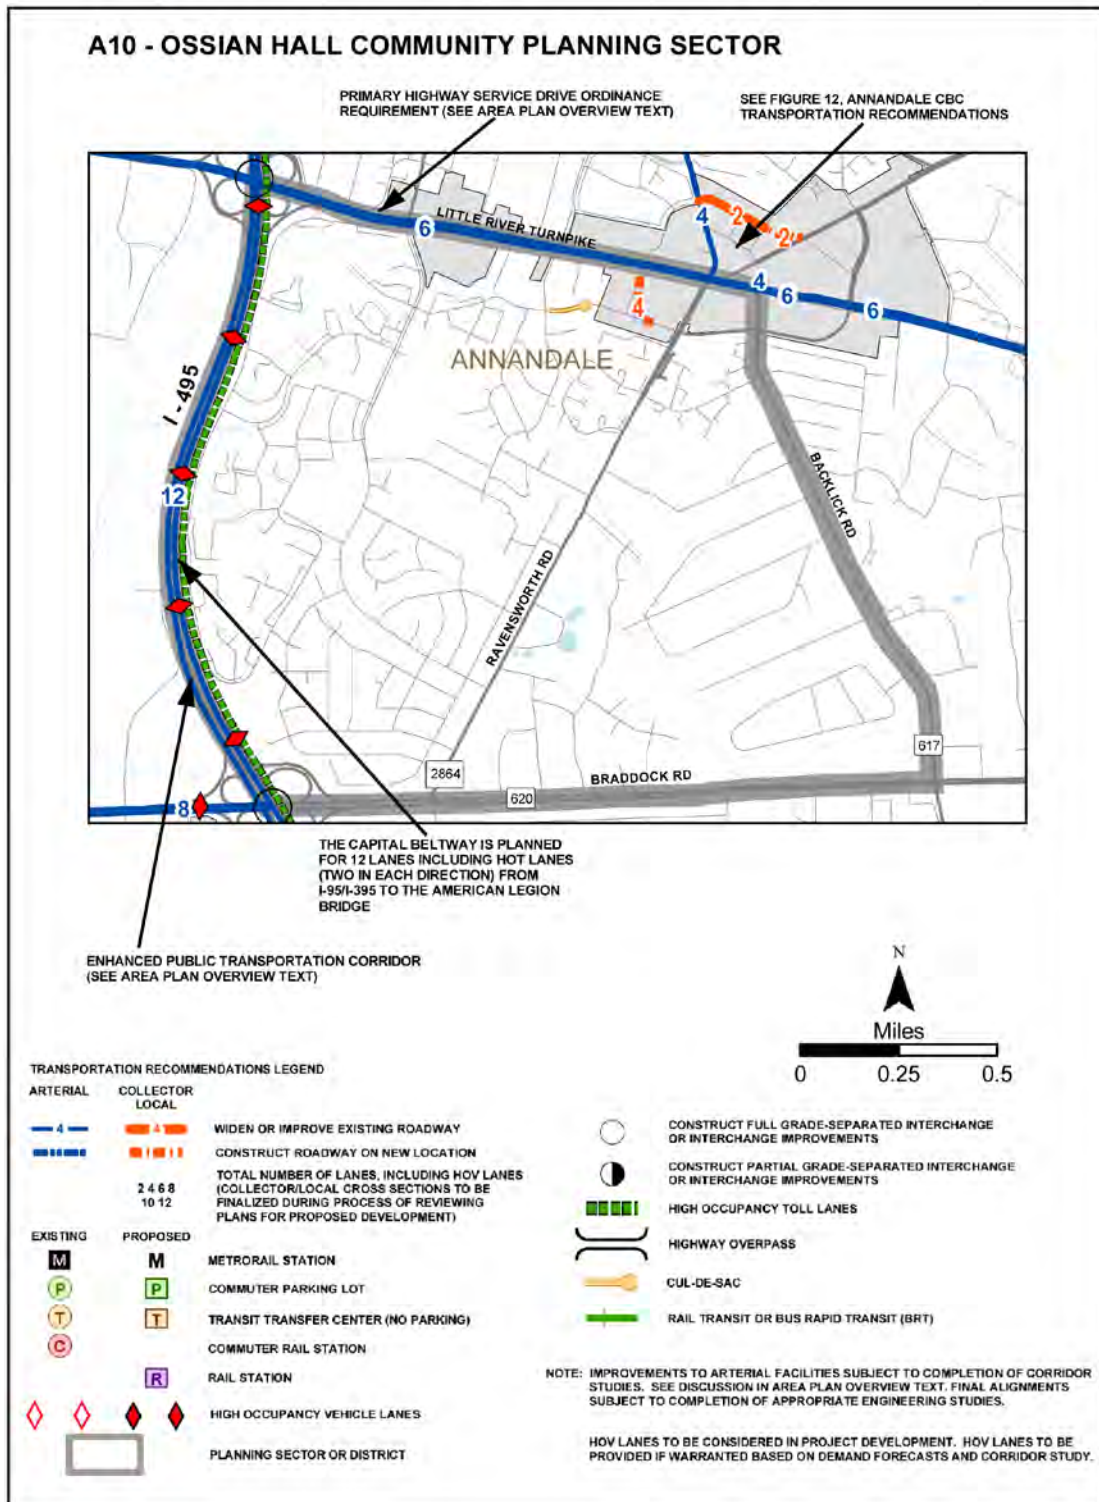 A10 - OSSIAN HALL COMMUNITY PLANNING SECTOR
PRIMARY HIGHWAY SERVICE DRIVE ORDINANCE
REQUIREMENT (SEE AREA PLAN OVERVIEW TEXT)
SEE FIGURE 12, ANNANDALE CBC
TRANSPORTATION RECOMMENDATIONS
LITTLE RIVER TURNPIKE
6
4
2
2
4
6
6
4
ANNANDALE
I - 495
12
BACKLICK RD
RAVENSWORTH RD
617
2864
BRADDOCK RD
620
8
THE CAPITAL BELTWAY IS PLANNED
FOR 12 LANES INCLUDING HOT LANES
(TWO IN EACH DIRECTION) FROM
I-95/I-395 TO THE AMERICAN LEGION
BRIDGE
ENHANCED PUBLIC TRANSPORTATION CORRIDOR
(SEE AREA PLAN OVERVIEW TEXT)
N
Miles
0 0.25 0.5
TRANSPORTATION RECOMMENDATIONS LEGEND
ARTERIAL COLLECTOR
LOCAL
4 4 WIDEN OR IMPROVE EXISTING ROADWAY
CONSTRUCT ROADWAY ON NEW LOCATION
2 4 6 8
10 12
TOTAL NUMBER OF LANES, INCLUDING HOV LANES
(COLLECTOR/LOCAL CROSS SECTIONS TO BE
FINALIZED DURING PROCESS OF REVIEWING
PLANS FOR PROPOSED DEVELOPMENT)
EXISTING PROPOSED
M M METRORAIL STATION
P P COMMUTER PARKING LOT
T T TRANSIT TRANSFER CENTER (NO PARKING)
C COMMUTER RAIL STATION
R RAIL STATION
HIGH OCCUPANCY VEHICLE LANES
PLANNING SECTOR OR DISTRICT
CONSTRUCT FULL GRADE-SEPARATED INTERCHANGE
OR INTERCHANGE IMPROVEMENTS
CONSTRUCT PARTIAL GRADE-SEPARATED INTERCHANGE
OR INTERCHANGE IMPROVEMENTS
HIGH OCCUPANCY TOLL LANES
HIGHWAY OVERPASS
CUL-DE-SAC
RAIL TRANSIT OR BUS RAPID TRANSIT (BRT)
NOTE: IMPROVEMENTS TO ARTERIAL FACILITIES SUBJECT TO COMPLETION OF CORRIDOR
STUDIES. SEE DISCUSSION IN AREA PLAN OVERVIEW TEXT. FINAL ALIGNMENTS
SUBJECT TO COMPLETION OF APPROPRIATE ENGINEERING STUDIES.
HOV LANES TO BE CONSIDERED IN PROJECT DEVELOPMENT. HOV LANES TO BE
PROVIDED IF WARRANTED BASED ON DEMAND FORECASTS AND CORRIDOR STUDY.